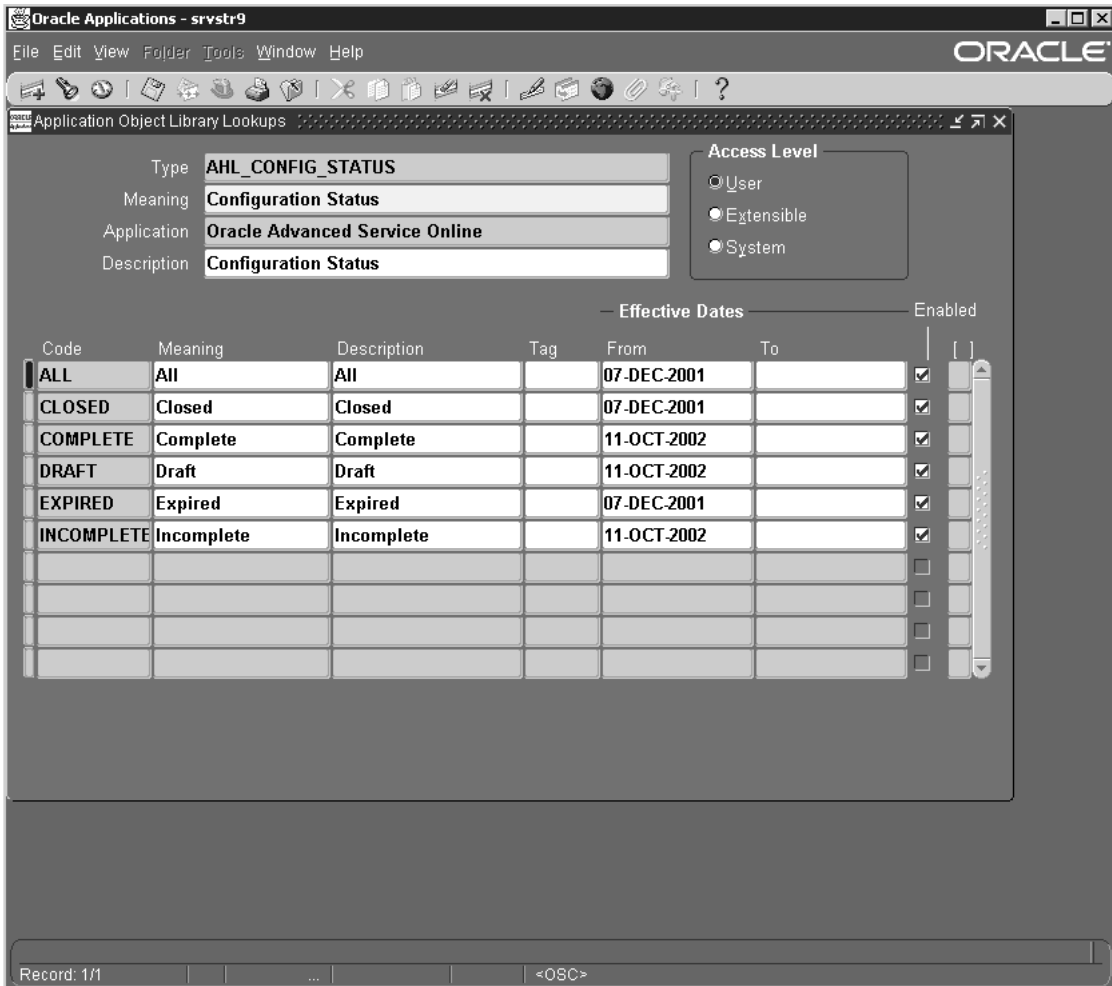 Oracle Applications - srvstr9
File Edit View Folder Tools Window Help
ORACLE
?
Application Object Library Lookups
Type AHL_CONFIG_STATUS
Meaning Configuration Status
Application Oracle Advanced Service Online
Description Configuration Status
Access Level
User
Extensible
System
Effective Dates Enabled
Code Meaning Description Tag From To [ ]
ALL All All 07-DEC-2001
CLOSED Closed Closed 07-DEC-2001
COMPLETE Complete Complete 11-OCT-2002
DRAFT Draft Draft 11-OCT-2002
EXPIRED Expired Expired 07-DEC-2001
INCOMPLETE Incomplete Incomplete 11-OCT-2002
Record: 1/1 ... <OSC>